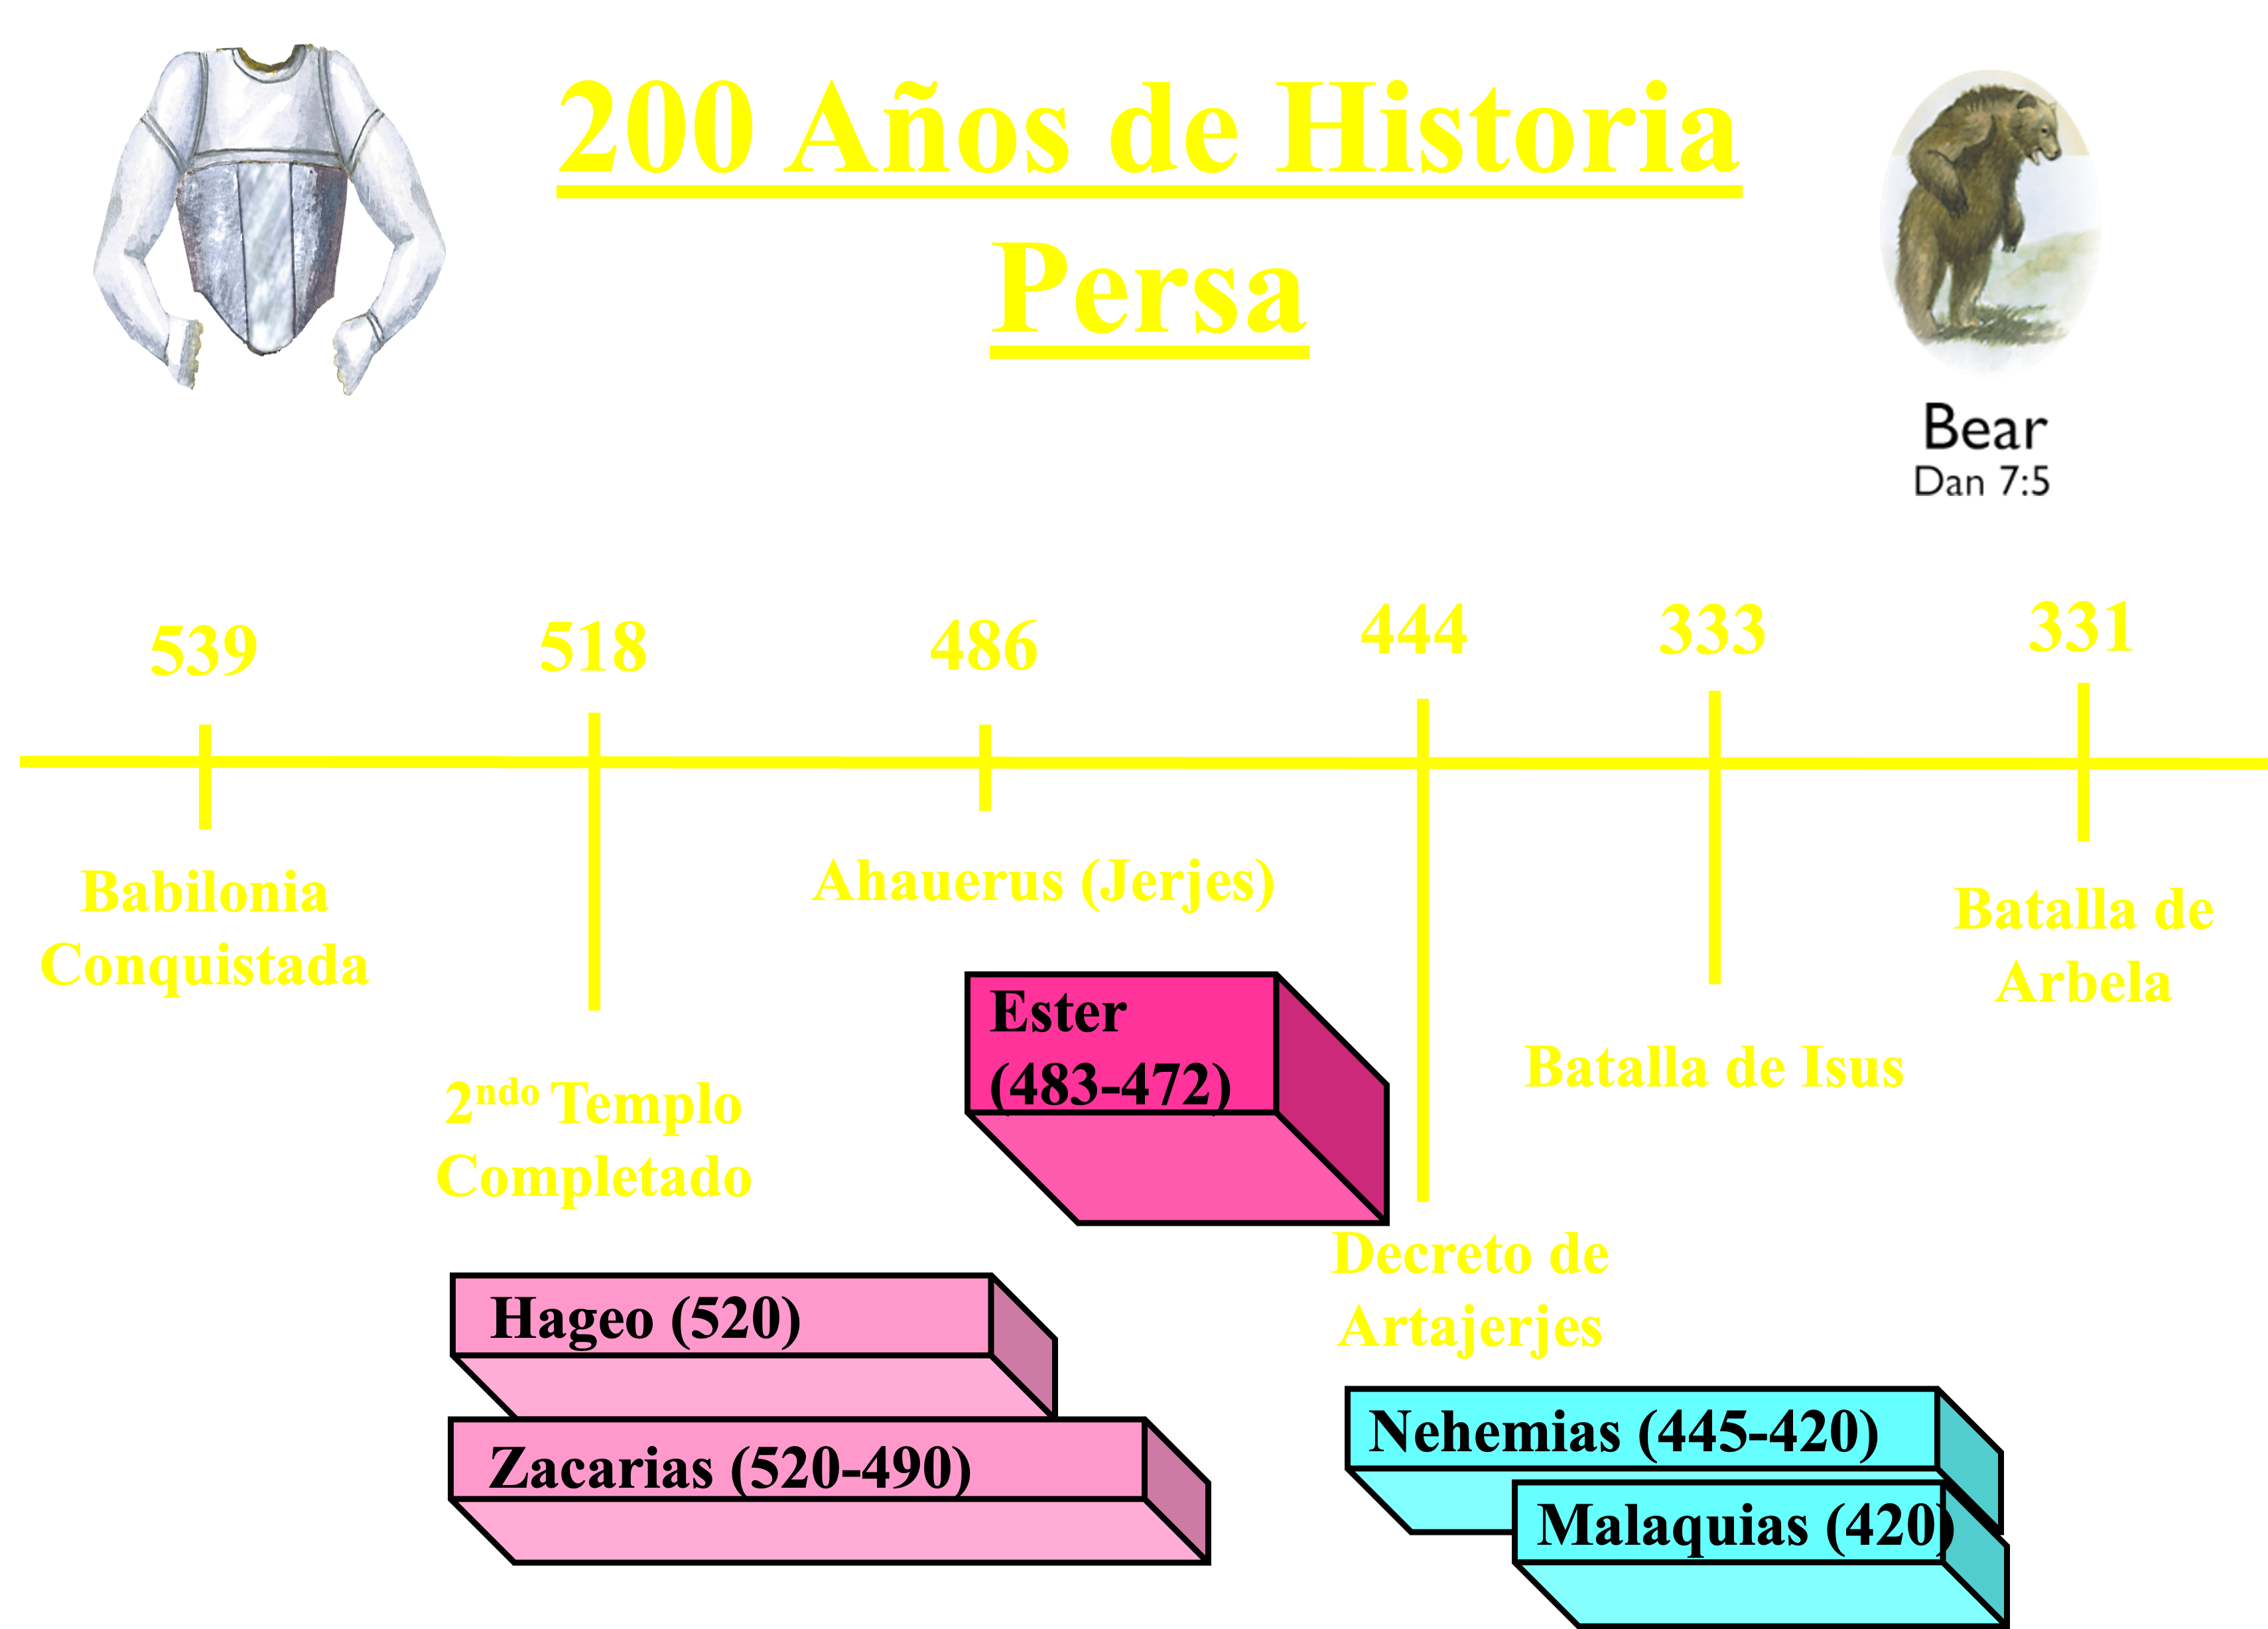 200 Años de Historia
Persa
Bear
Dan 7:5
539
518
486
444
333
331
Babilonia
Conquistada
2ndo Templo
Completado
Ahauerus (Jerjes)
Ester
(483-472)
Decreto de
Artajerjes
Batalla de Isus
Batalla de
Arbela
Hageo (520)
Zacarias (520-490)
Nehemias (445-420)
Malaquias (420)